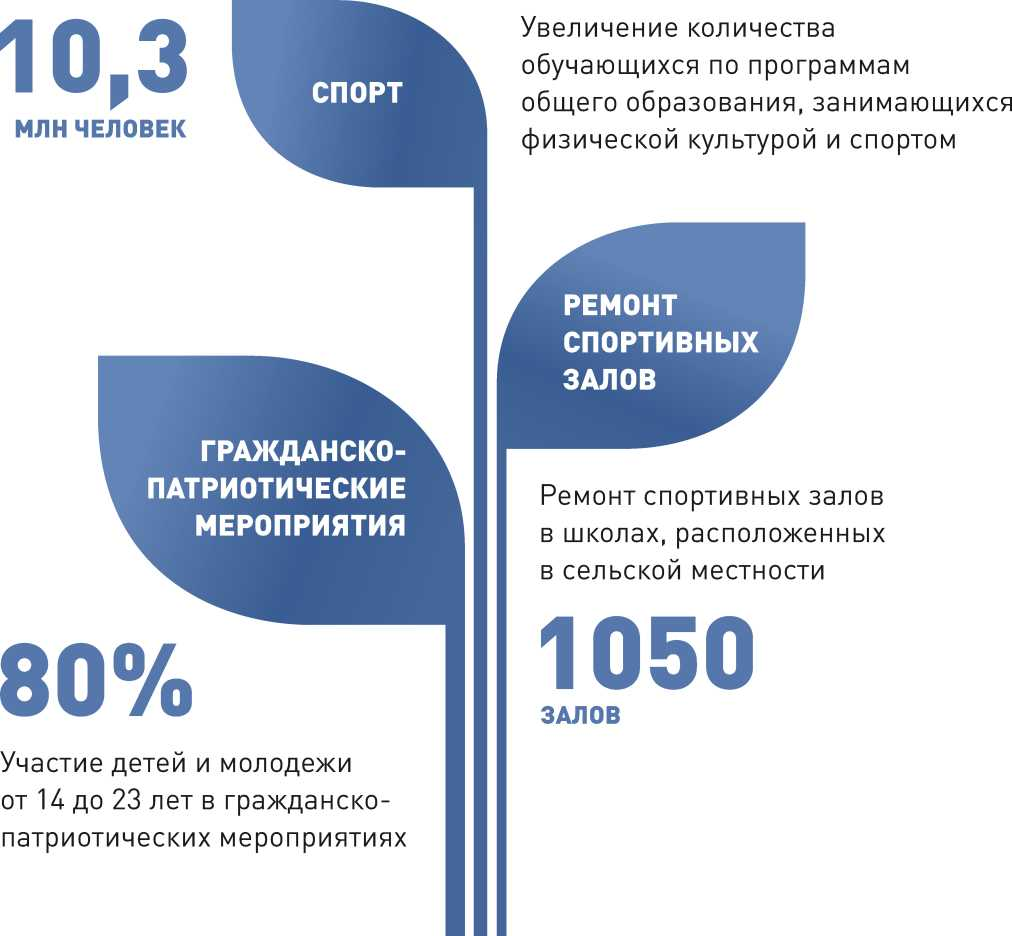 10,3
МЛН ЧЕЛОВЕК
СПОРТ
Увеличение количества
обучающихся по программам
общего образования, занимающихся
физической культурой и спортом
РЕМОНТ
СПОРТИВНЫХ
ЗАЛОВ
Ремонт спортивных залов
в школах, расположенных
в сельской местности
1050
ЗАЛОВ
ГРАЖДАНСКО-
ПАТРИОТИЧЕСКИЕ
МЕРОПРИЯТИЯ
80%
Участие детей и молодежи
от 14 до 23 лет в гражданско-
патриотических мероприятиях